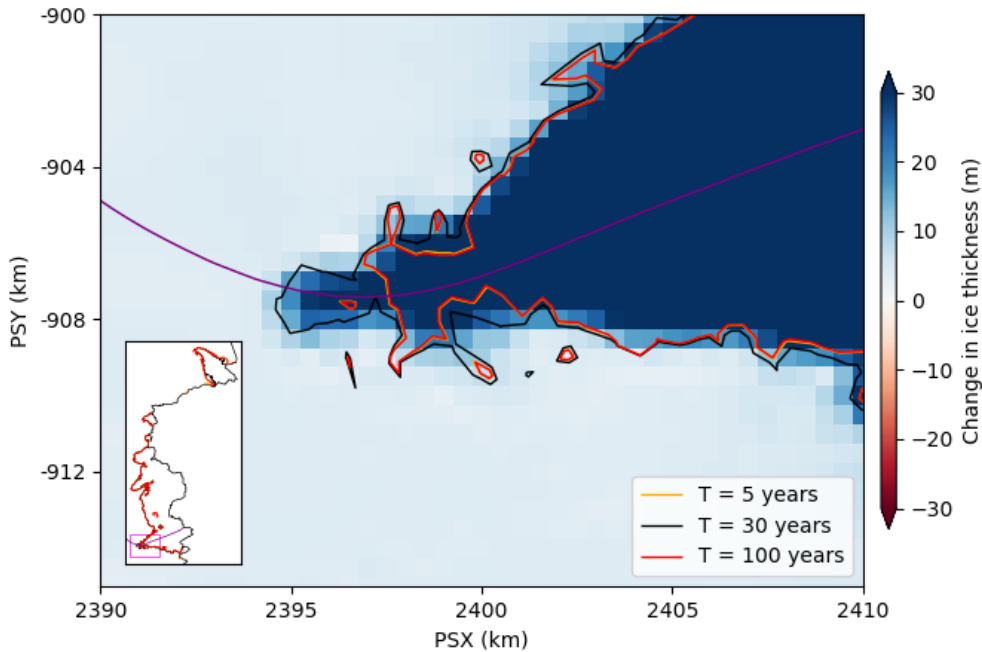 -900
-904
-908
-912
PSY (km)
2390
2395
2400
2405
2410
PSX (km)
T = 5 years
T = 30 years
T = 100 years
30
20
10
0
−10
−20
−30
Change in ice thickness (m)